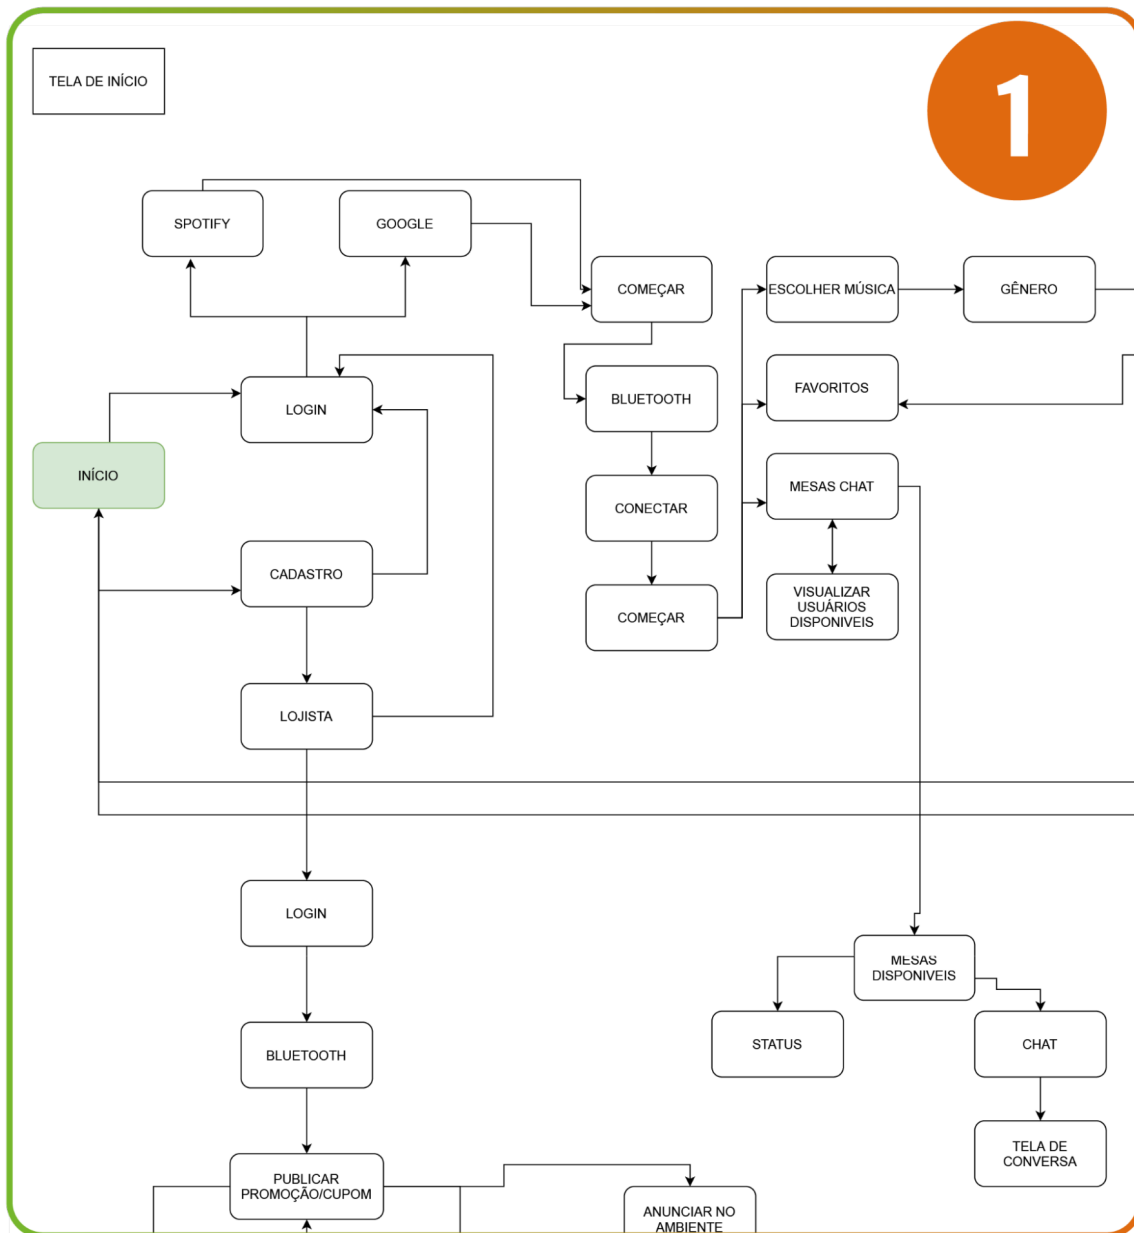 TELA DE INÍCIO
1
SPOTIFY
GOOGLE
COMEÇAR
ESCOLHER MÚSICA
GÊNERO
LOGIN
BLUETOOTH
FAVORITOS
INÍCIO
CONECTAR
MESAS CHAT
CADASTRO
COMEÇAR
VISUALIZAR
USUÁRIOS
DISPONIVEIS
LOJISTA
LOGIN
MESAS
DISPONIVEIS
BLUETOOTH
STATUS
CHAT
TELA DE
CONVERSA
PUBLICAR
PROMOÇÃO/CUPOM
ANUNCIAR NO
AMBIENTE